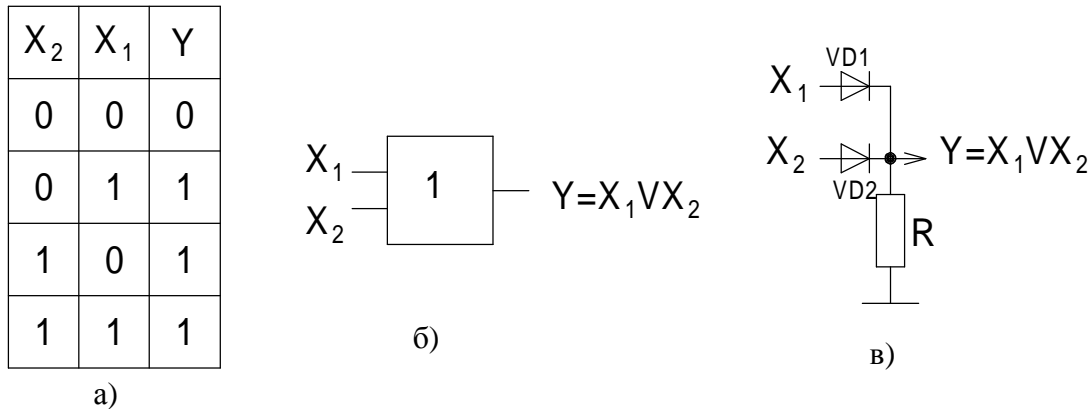 X₂ X₁ Y
0 0 0
0 1 1
1 0 1
1 1 1
а)
X₁
X₂
1
Y=X₁VX₂
б)
VD1
X₁
X₂
VD2
Y=X₁VX₂
R
в)